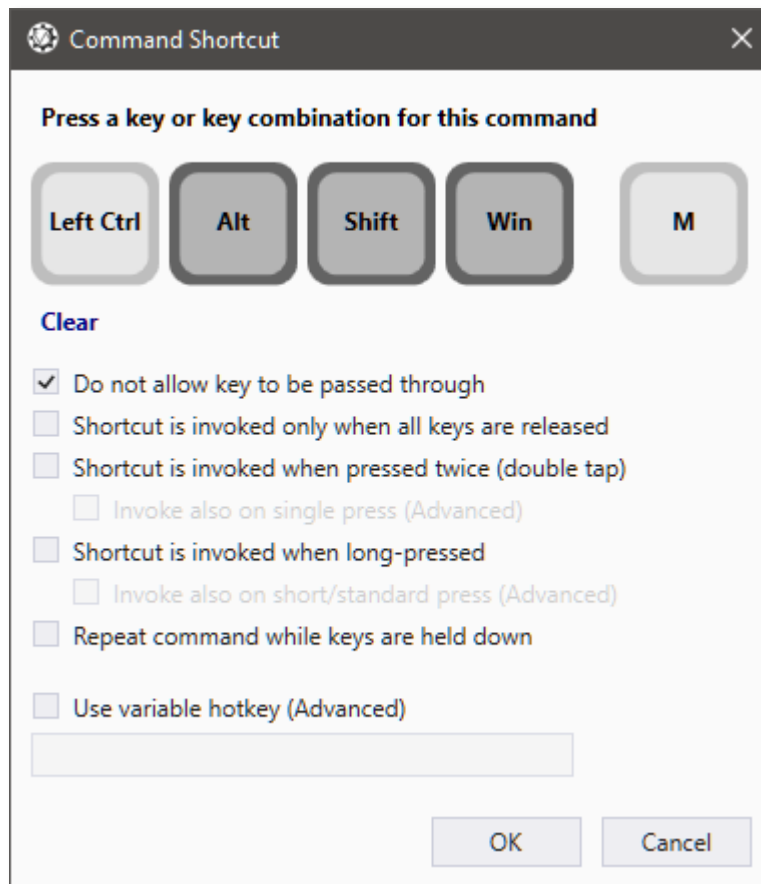 Command Shortcut
Press a key or key combination for this command
Left Ctrl Alt Shift Win M
Clear
Do not allow key to be passed through
Shortcut is invoked only when all keys are released
Shortcut is invoked when pressed twice (double tap)
Invoke also on single press (Advanced)
Shortcut is invoked when long-pressed
Invoke also on short/standard press (Advanced)
Repeat command while keys are held down
Use variable hotkey (Advanced)
OK Cancel